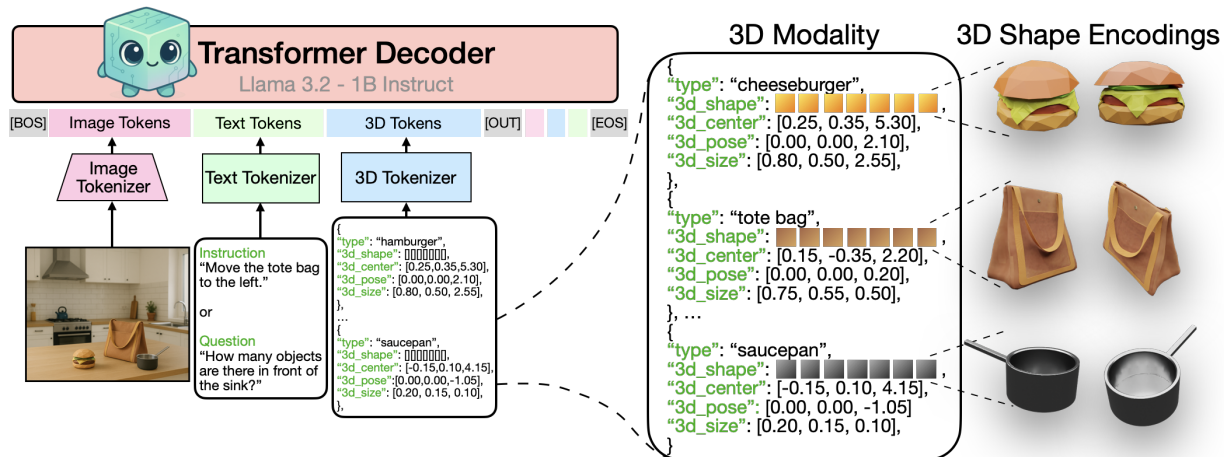 Transformer Decoder
Llama 3.2 - 1B Instruct
[BOS]
Image Tokens
Text Tokens
3D Tokens
[OUT]
[EOS]
Image
Tokenizer
Text Tokenizer
3D Tokenizer
Instruction
“Move the tote bag
to the left.”
or
Question
“How many objects
are there in front of
the sink?”
{
“type”: “hamburger”,
“3d_shape”: [][][][][][][],
“3d_center”: [0.25,0.35,5.30],
“3d_pose”: [0.00,0.00,2.10],
“3d_size”: [0.80, 0.50, 2.55],
},
...
{
“type”: “saucepan”,
“3d_shape”: [][][][][][][],
“3d_center”: [-0.15,0.10,4.15],
“3d_pose”:[0.00,0.00,-1.05],
“3d_size”: [0.20, 0.15, 0.10],
},
3D Modality
{
“type”: “cheeseburger”,
“3d_shape”: ,
“3d_center”: [0.25, 0.35, 5.30],
“3d_pose”: [0.00, 0.00, 2.10],
“3d_size”: [0.80, 0.50, 2.55],
},
{
“type”: “tote bag”,
“3d_shape”: ,
“3d_center”: [0.15, -0.35, 2.20],
“3d_pose”: [0.00, 0.00, 0.20],
“3d_size”: [0.75, 0.55, 0.50],
}, ...
{
“type”: “saucepan”,
“3d_shape”: ,
“3d_center”: [-0.15, 0.10, 4.15],
“3d_pose”: [0.00, 0.00, -1.05]
“3d_size”: [0.20, 0.15, 0.10],
}
3D Shape Encodings